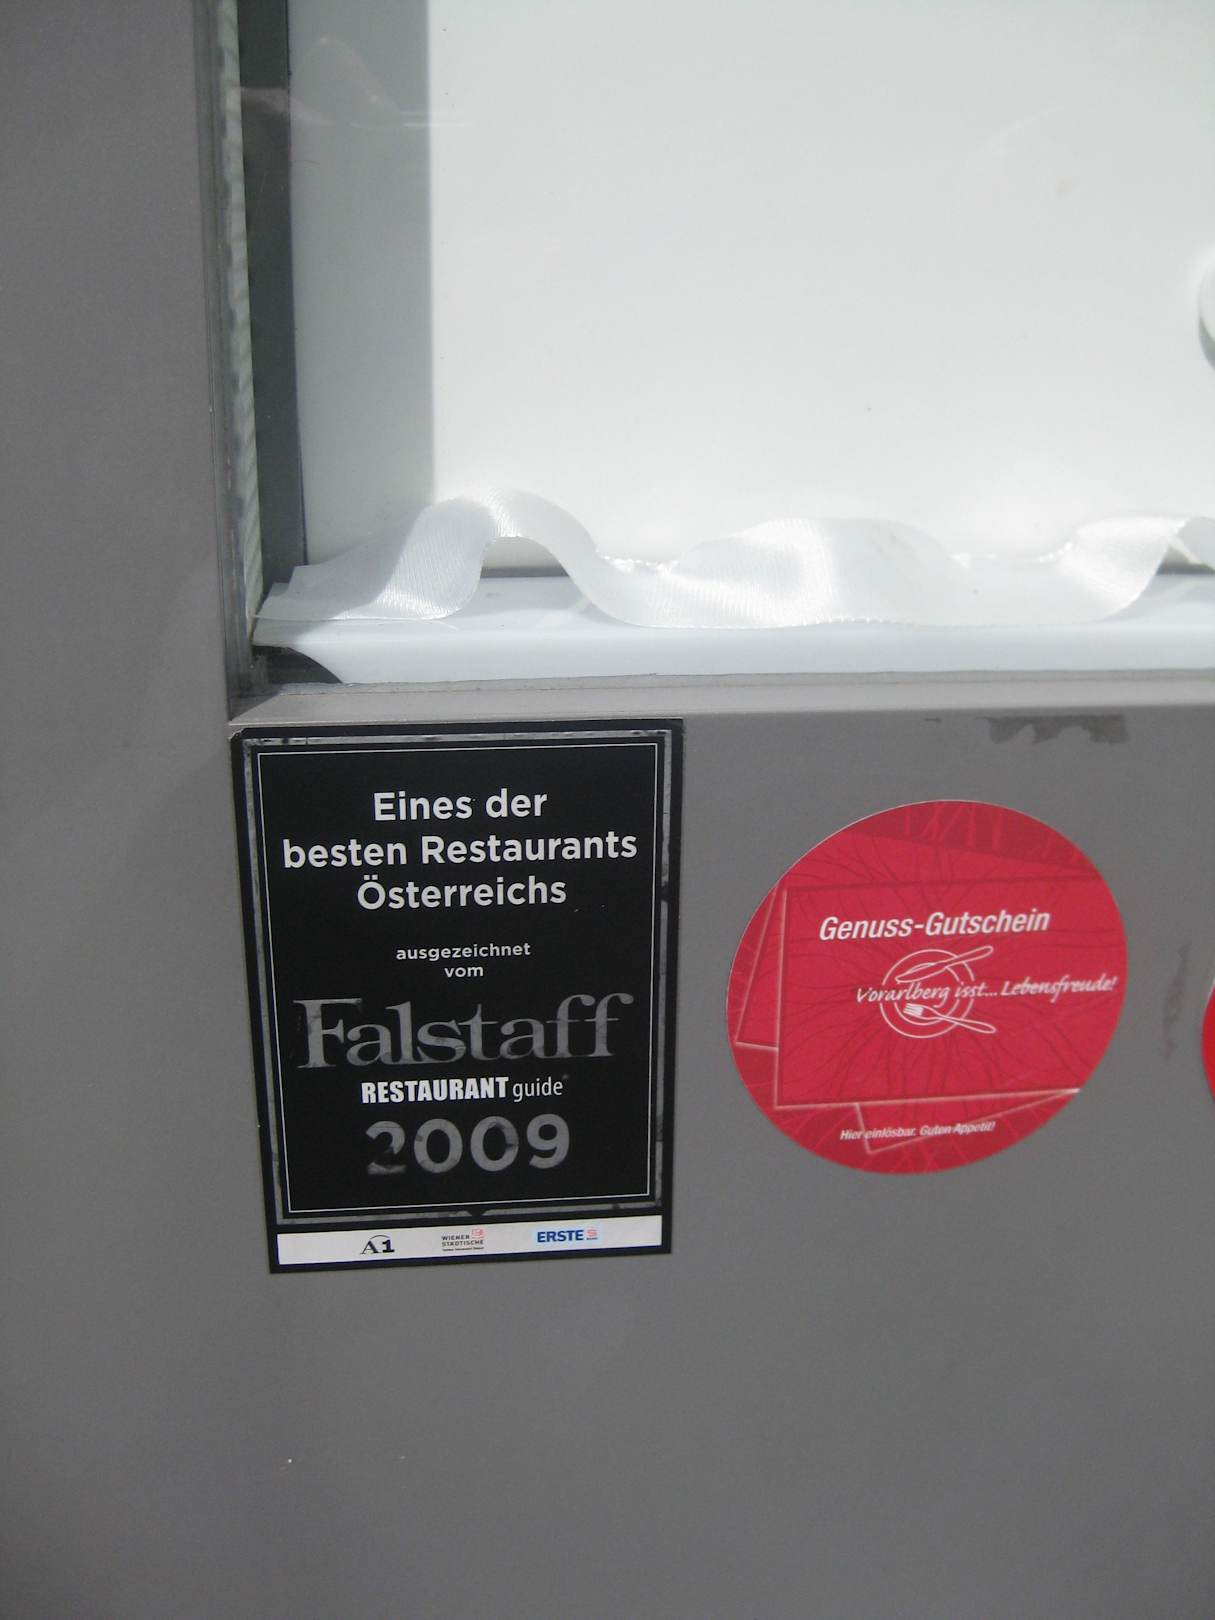 Eines der
besten Restaurants
Österreichs
ausgezeichnet
vom
Falstaff
RESTAURANT guide
2009
A1
WIENER
STÄDTISCHE
ERSTE
Genuss-Gutschein
Vorarlberg isst... Lebensfreude!
Hier einlösbar. Guten Appetit!